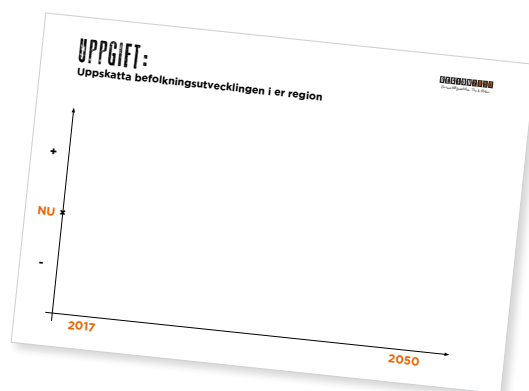 UPPGIFT:
Uppskatta befolkningsutvecklingen i er region
+
NU
-
2017
2050